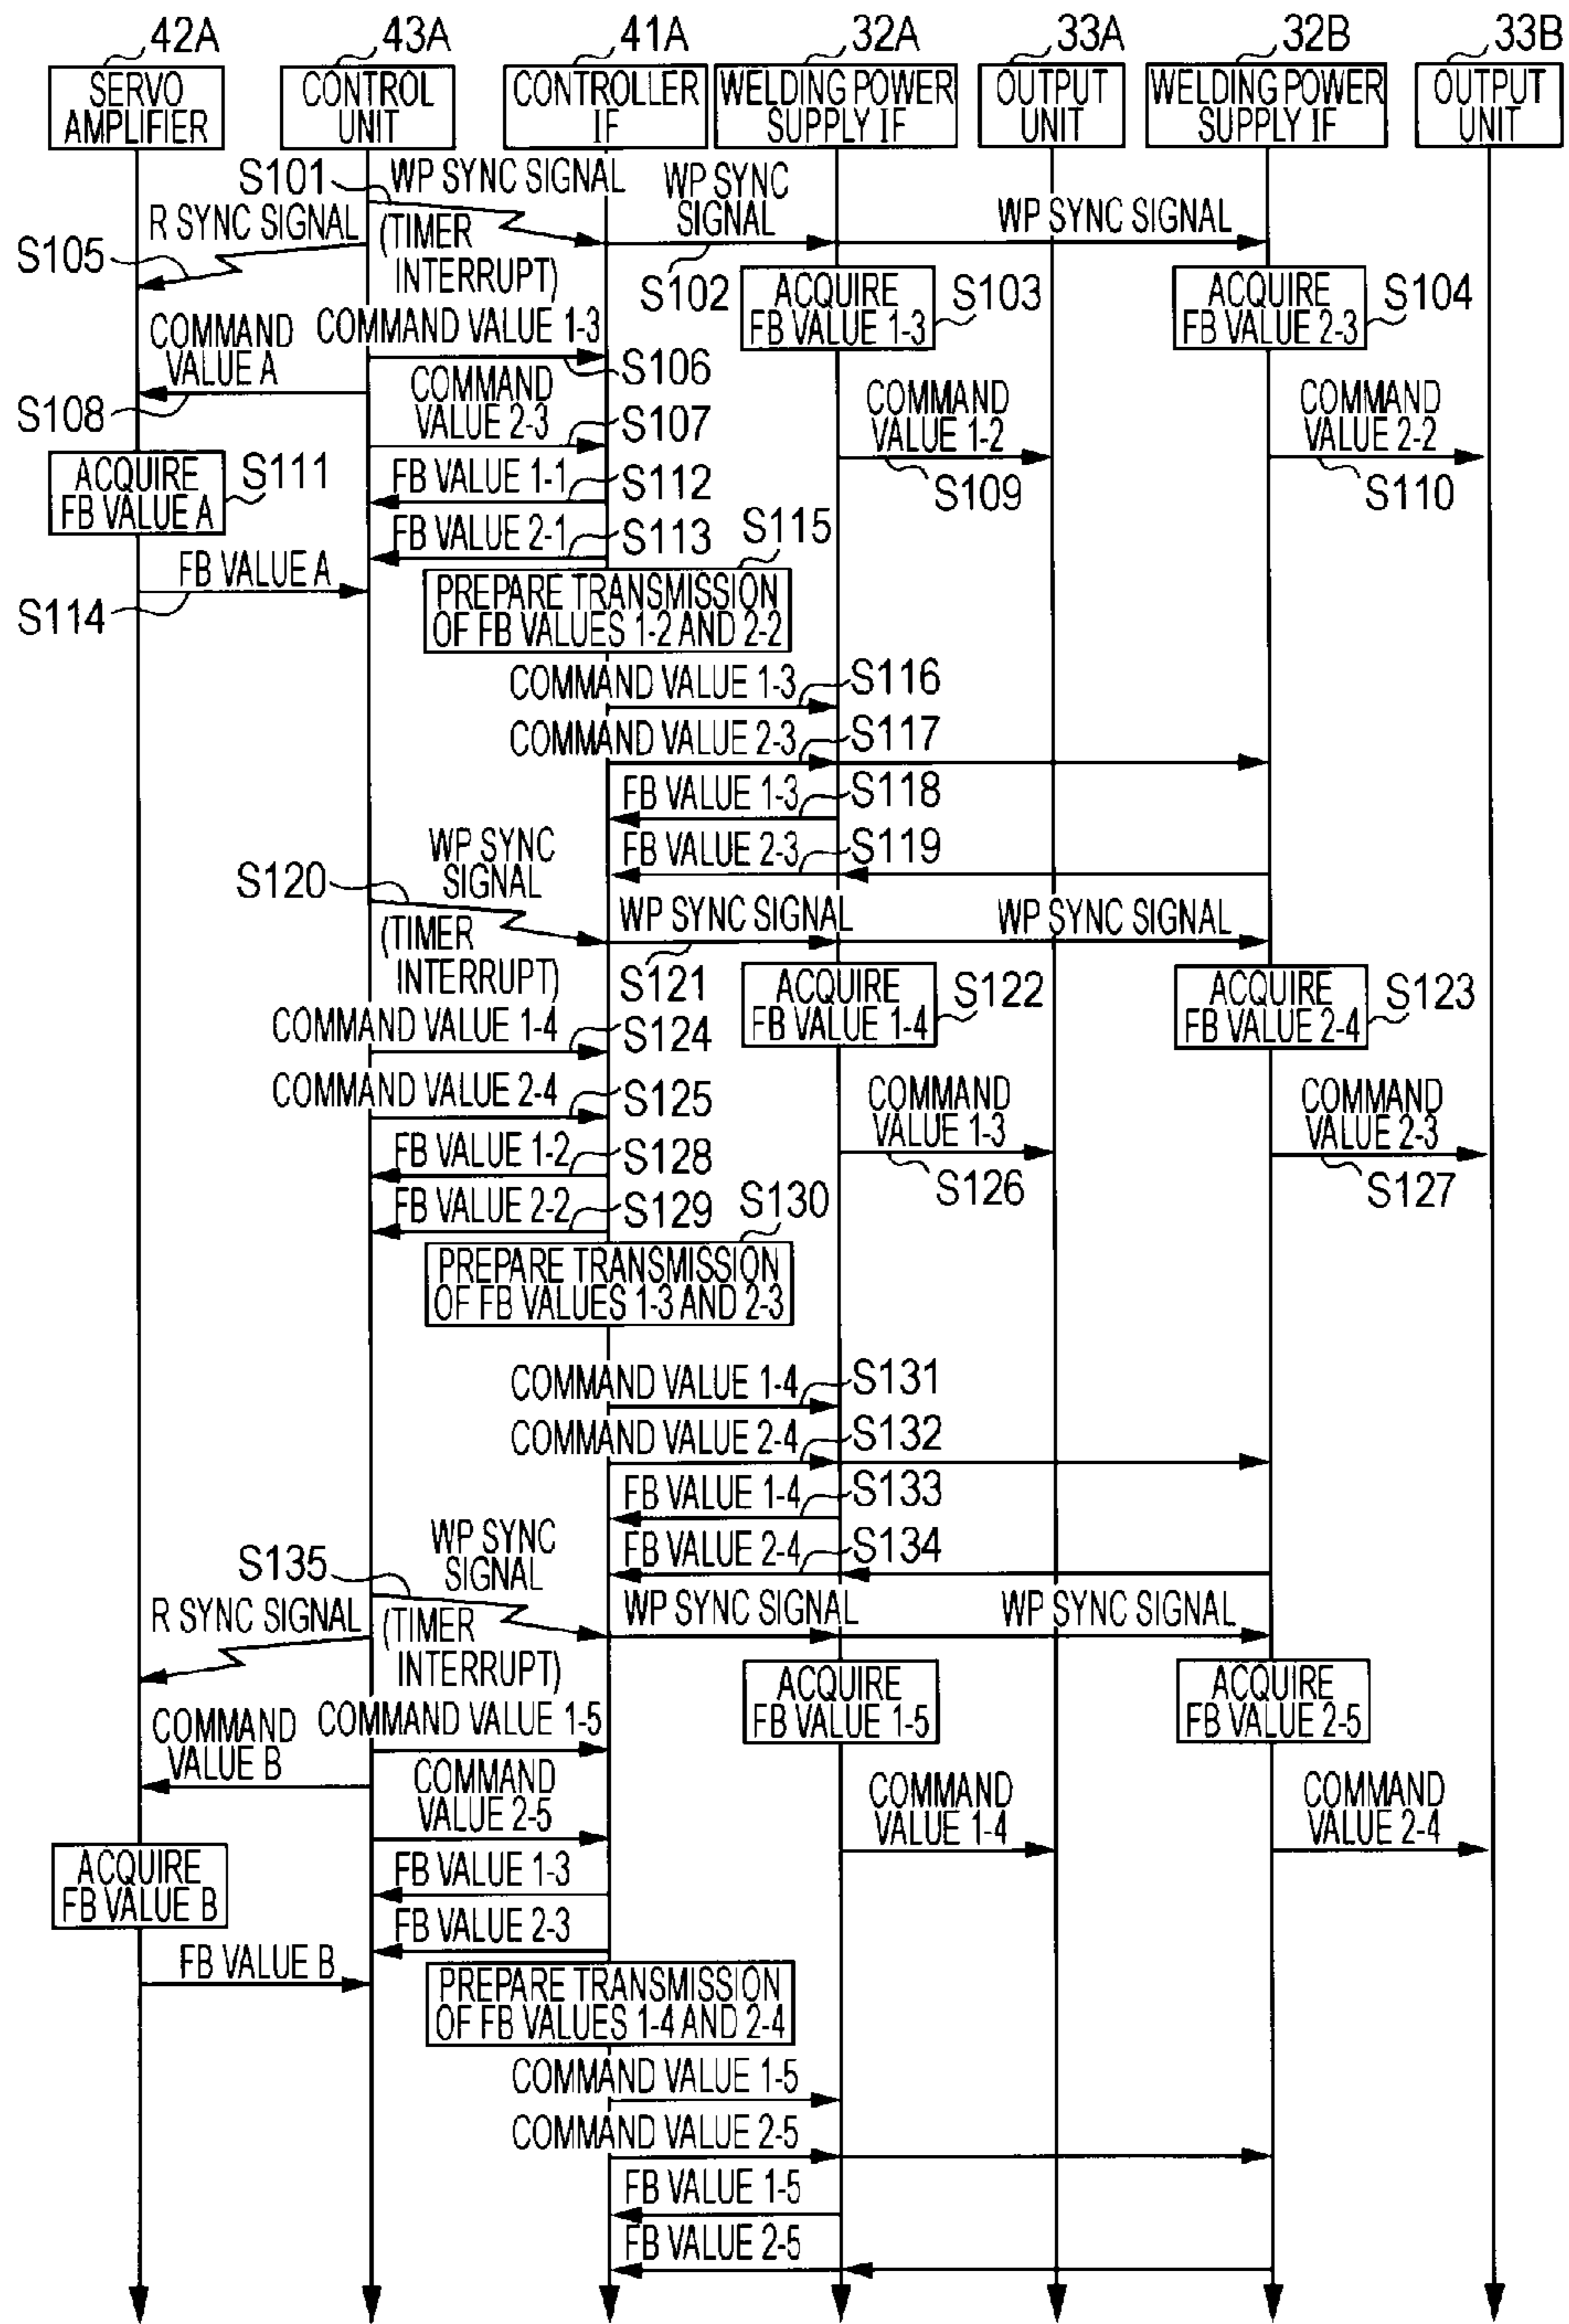 42A
43A
41A
32A
33A
32B
33B
SERVO
AMPLIFIER
CONTROL
UNIT
CONTROLLER
IF
WELDING POWER
SUPPLY IF
OUTPUT
UNIT
WELDING POWER
SUPPLY IF
OUTPUT
UNIT
S101
WP SYNC SIGNAL
WP SYNC
SIGNAL
WP SYNC SIGNAL
R SYNC SIGNAL
(TIMER
INTERRUPT)
S105
S102
ACQUIRE
FB VALUE 1-3
S103
ACQUIRE
FB VALUE 2-3
S104
COMMAND
VALUE A
COMMAND VALUE 1-3
S106
S108
COMMAND
VALUE 2-3
S107
COMMAND
VALUE 1-2
S109
COMMAND
VALUE 2-2
S110
ACQUIRE
FB VALUE A
S111
FB VALUE 1-1
S112
FB VALUE 2-1
S113
S115
FB VALUE A
S114
PREPARE TRANSMISSION
OF FB VALUES 1-2 AND 2-2
COMMAND VALUE 1-3
S116
COMMAND VALUE 2-3
S117
FB VALUE 1-3
S118
FB VALUE 2-3
S119
S120
WP SYNC
SIGNAL
(TIMER
INTERRUPT)
WP SYNC SIGNAL
WP SYNC SIGNAL
S121
ACQUIRE
FB VALUE 1-4
S122
ACQUIRE
FB VALUE 2-4
S123
COMMAND VALUE 1-4
S124
COMMAND VALUE 2-4
S125
COMMAND
VALUE 1-3
S126
COMMAND
VALUE 2-3
S127
FB VALUE 1-2
S128
FB VALUE 2-2
S129
S130
PREPARE TRANSMISSION
OF FB VALUES 1-3 AND 2-3
COMMAND VALUE 1-4
S131
COMMAND VALUE 2-4
S132
FB VALUE 1-4
S133
FB VALUE 2-4
S134
S135
WP SYNC
SIGNAL
R SYNC SIGNAL
(TIMER
INTERRUPT)
WP SYNC SIGNAL
WP SYNC SIGNAL
ACQUIRE
FB VALUE 1-5
ACQUIRE
FB VALUE 2-5
COMMAND
VALUE B
COMMAND VALUE 1-5
COMMAND
VALUE 2-5
COMMAND
VALUE 1-4
COMMAND
VALUE 2-4
ACQUIRE
FB VALUE B
FB VALUE 1-3
FB VALUE 2-3
FB VALUE B
PREPARE TRANSMISSION
OF FB VALUES 1-4 AND 2-4
COMMAND VALUE 1-5
COMMAND VALUE 2-5
FB VALUE 1-5
FB VALUE 2-5